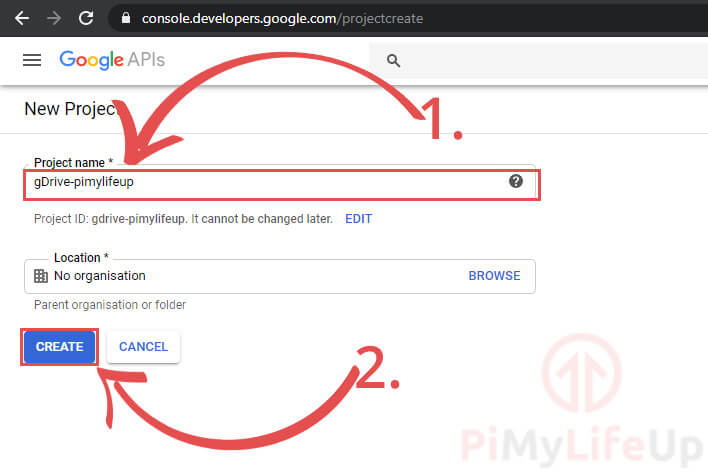 console.developers.google.com/projectcreate
Google APIs
New Project
1.
Project name *
gDrive-pimylifeup
Project ID: gdrive-pimylifeup. It cannot be changed later. EDIT
Location *
No organisation BROWSE
Parent organisation or folder
CREATE CANCEL
2.
PiMyLifeUp